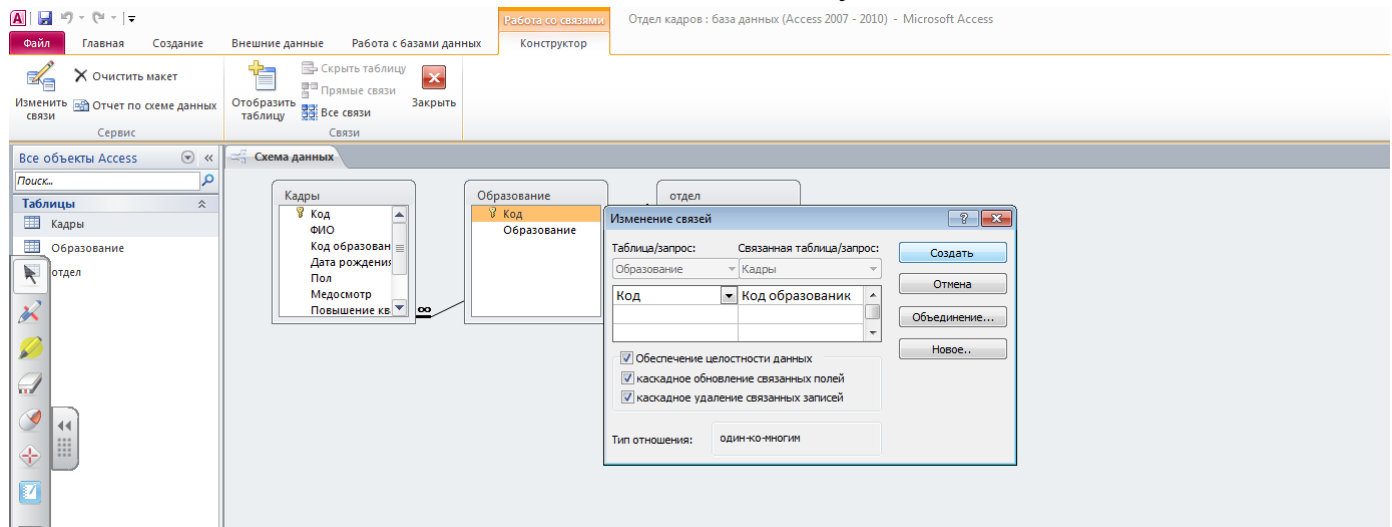 Работа со связями
Отдел кадров : база данных (Access 2007 - 2010) - Microsoft Access
Файл
Главная
Создание
Внешние данные
Работа с базами данных
Конструктор
Изменить связи
Очистить макет
Отчет по схеме данных
Сервис
Отобразить таблицу
Скрыть таблицу
Прямые связи
Все связи
Закрыть
Связи
Все объекты Access
Поиск...
Таблицы
Кадры
Образование
отдел
Схема данных
Кадры
Код
ФИО
Код образован
Дата рождения
Пол
Медосмотр
Повышение кв
∞
Образование
Код
Образование
отдел
Изменение связей
Таблица/запрос:
Связанная таблица/запрос:
Образование
Кадры
Код
Код образованик
Обеспечение целостности данных
каскадное обновление связанных полей
каскадное удаление связанных записей
Тип отношения:
один-ко-многим
Создать
Отмена
Объединение...
Новое..